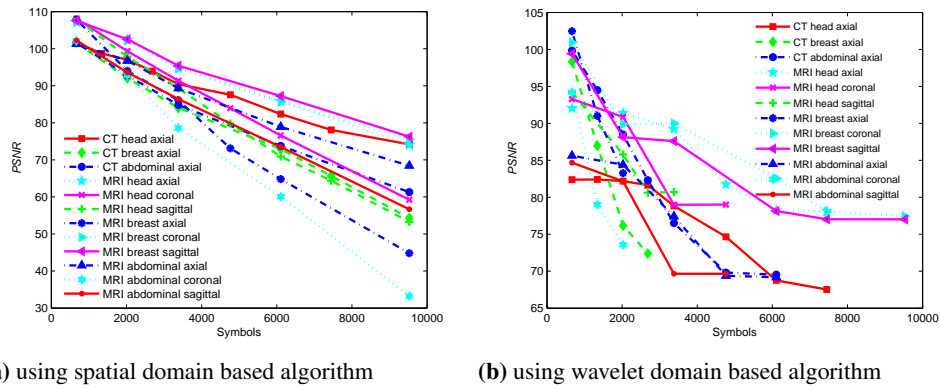 110
100
90
80
70
60
50
40
30
PSNR
CT head axial
CT breast axial
CT abdominal axial
MRI head axial
MRI head coronal
MRI head sagittal
MRI breast axial
MRI breast coronal
MRI breast sagittal
MRI abdominal axial
MRI abdominal coronal
MRI abdominal sagittal
0 2000 4000 6000 8000 10000
Symbols
105
100
95
90
85
80
75
70
65
PSNR
CT head axial
CT breast axial
CT abdominal axial
MRI head axial
MRI head coronal
MRI head sagittal
MRI breast axial
MRI breast coronal
MRI breast sagittal
MRI abdominal axial
MRI abdominal coronal
MRI abdominal sagittal
0 2000 4000 6000 8000 10000
Symbols
) using spatial domain based algorithm
(b) using wavelet domain based algorithm